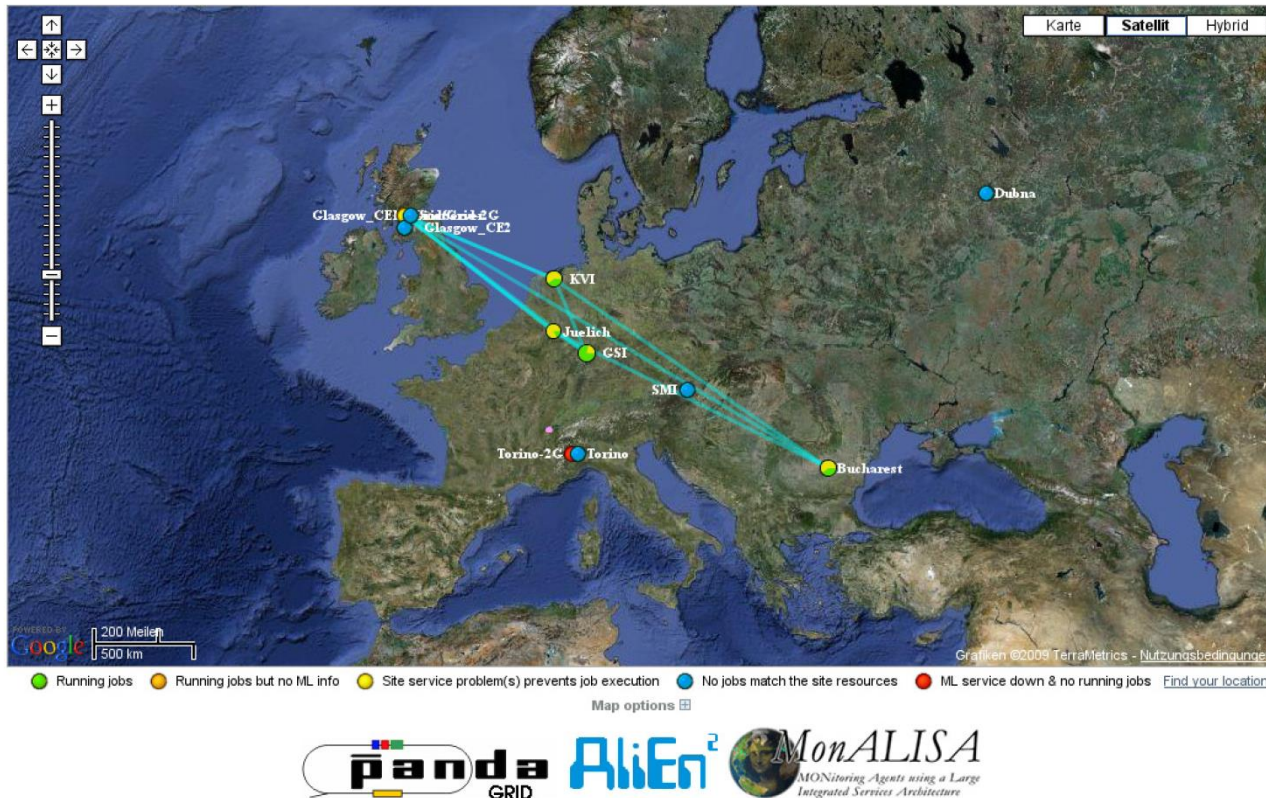 Karte Satellit Hybrid
Dubna
Glasgow_CE1
Glasgow_CE2
KVI
Juelich
GSI
SMI
Torino-2G Torino
Bucharest
POWERED BY
Google
200 Meilen
500 km
Grafiken ©2009 TerraMetrics - Nutzungsbedingungen
Running jobs Running jobs but no ML info Site service problem(s) prevents job execution No jobs match the site resources ML service down & no running jobs Find your location
Map options
panda
GRID
AliEn²
MonALISA
MONitoring Agents using a Large
Integrated Services Architecture